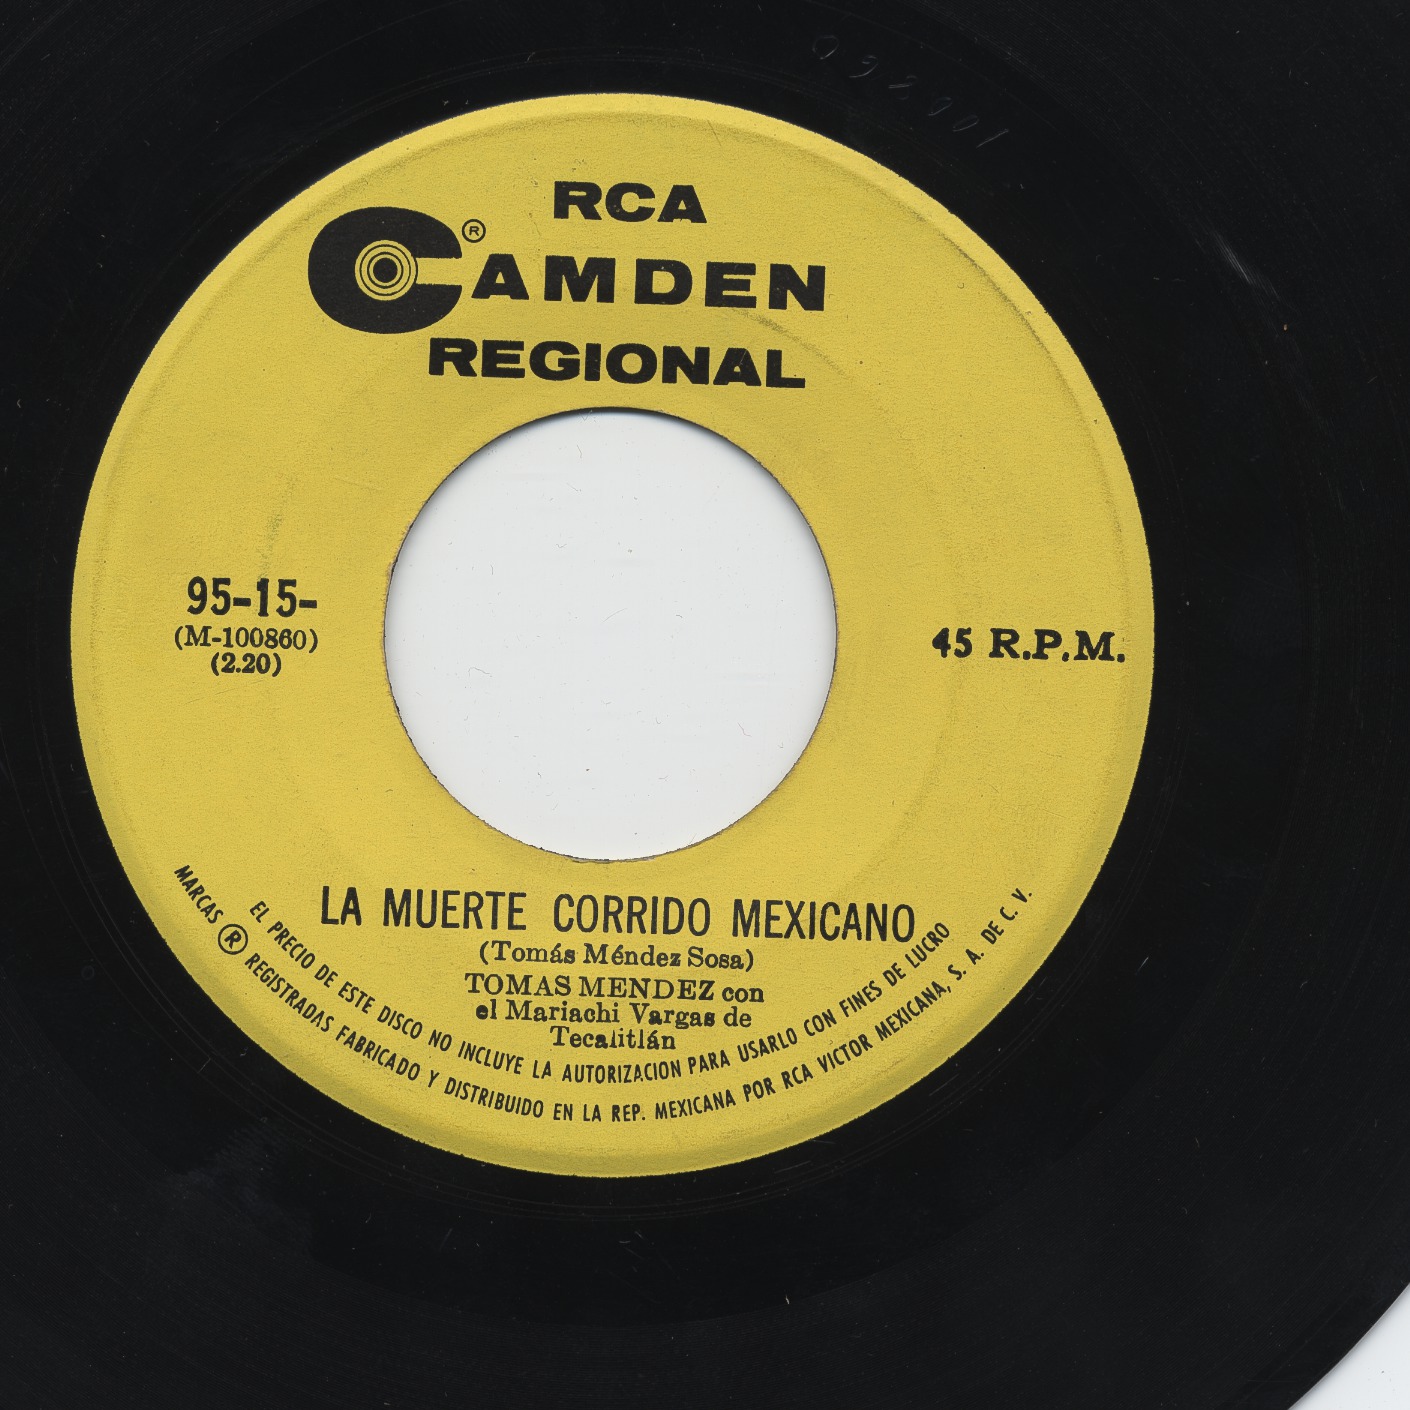 RCA
CAMDEN®
REGIONAL
95-15-
(M-100860)
(2.20)
45 R.P.M.
LA MUERTE CORRIDO MEXICANO
(Tomás Méndez Sosa)
TOMAS MENDEZ con
el Mariachi Vargas de
Tecalitlán
EL PRECIO DE ESTE DISCO NO INCLUYE LA AUTORIZACION PARA USARLO CON FINES DE LUCRO
MARCAS ® REGISTRADAS FABRICADO Y DISTRIBUIDO EN LA REP. MEXICANA POR RCA VICTOR MEXICANA, S. A. DE C. V.